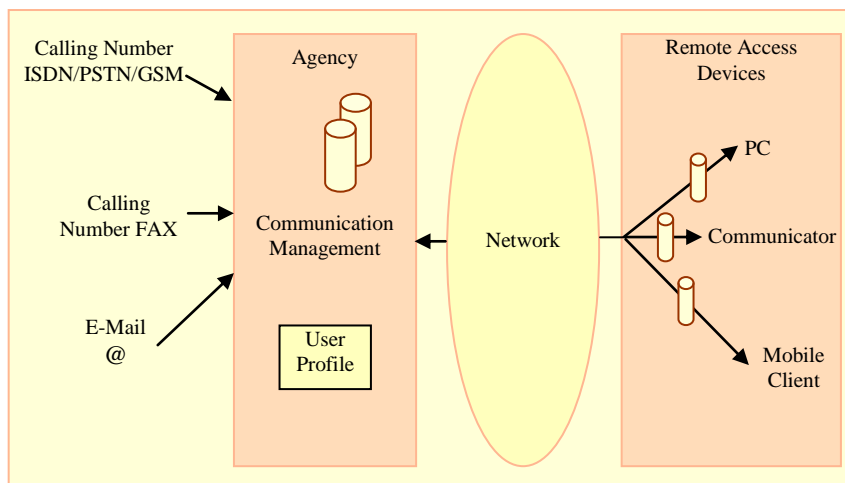 Calling Number
ISDN/PSTN/GSM
Calling
Number FAX
E-Mail
@
Agency
Communication
Management
User
Profile
Network
Remote Access
Devices
PC
Communicator
Mobile
Client